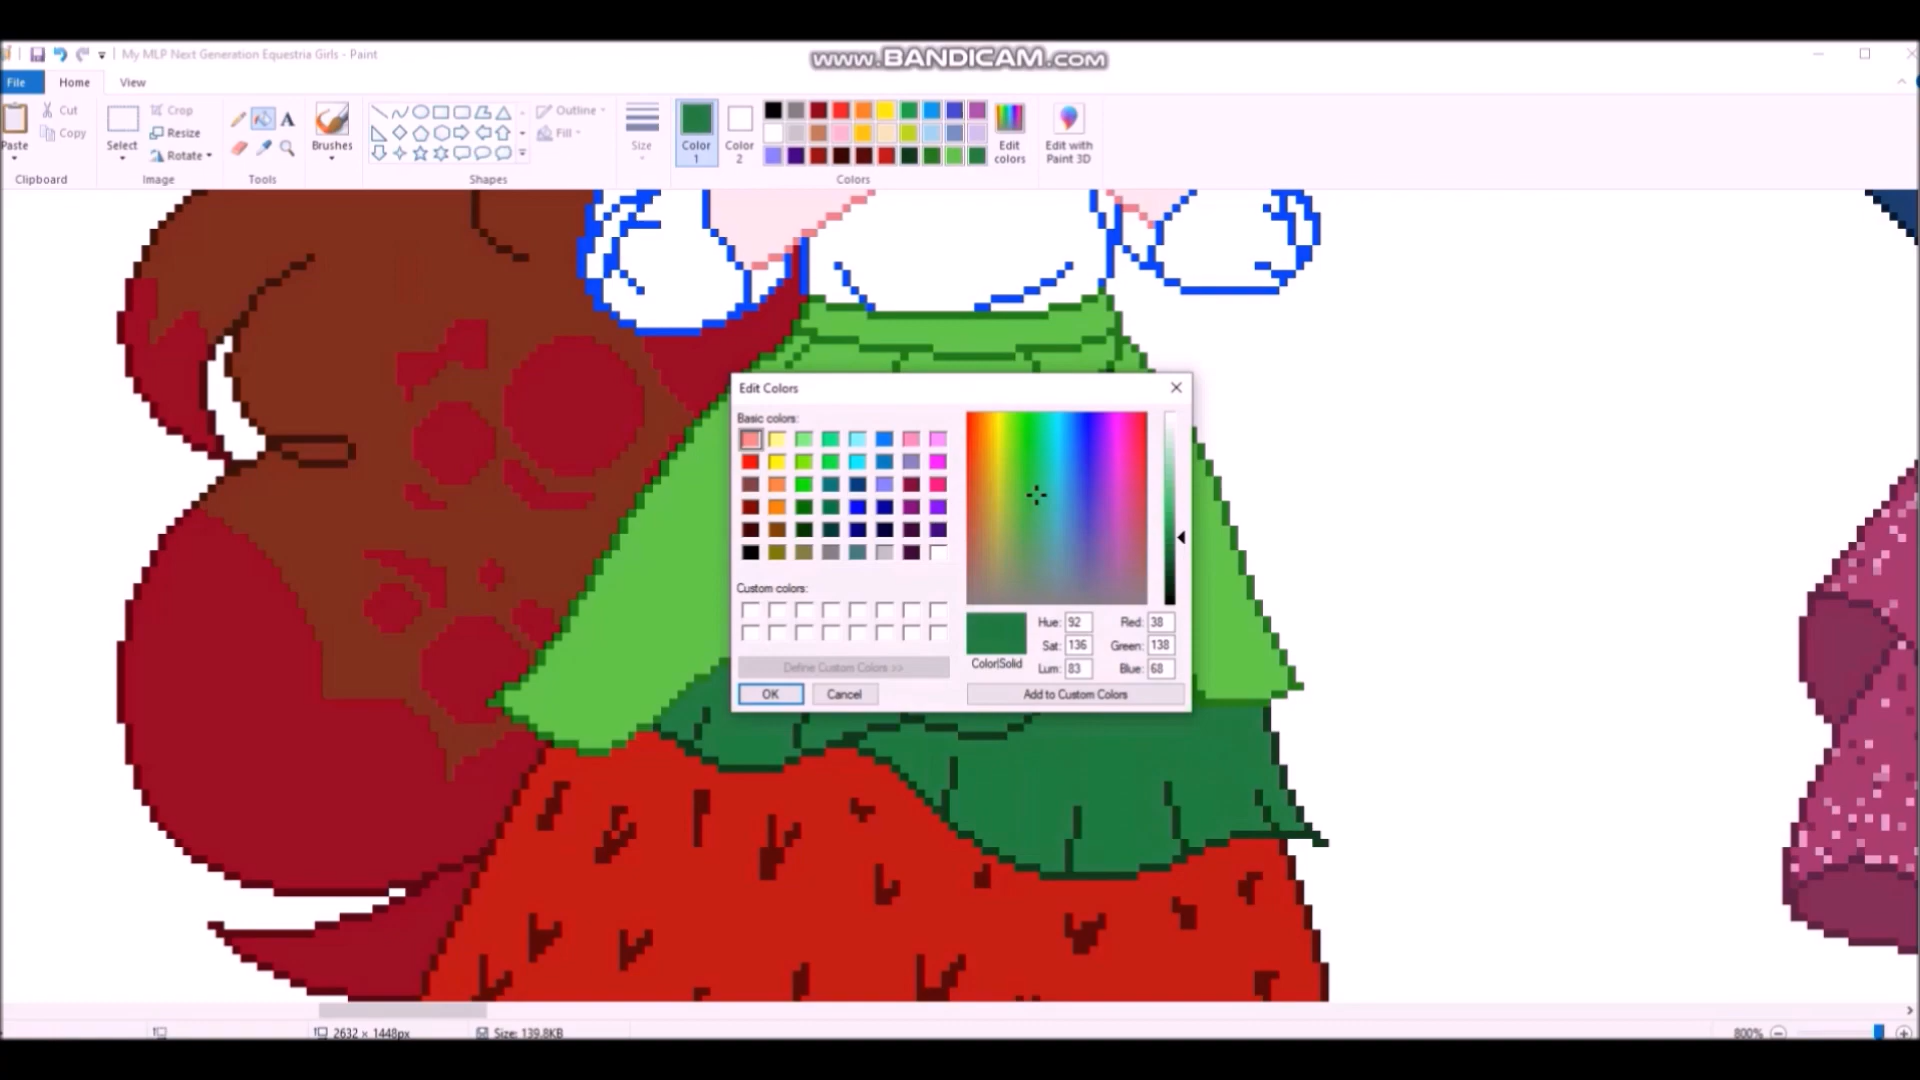 My MLP Next Generation Equestria Girls - Paint
www.BANDICAM.com
File Home View
Cut
Copy
Paste
Clipboard
Select
Crop
Resize
Rotate
Image
A
Tools
Brushes
Shapes
Outline
Fill
Size
Color 1
Color 2
Colors
Edit colors
Edit with Paint 3D
Edit Colors
Basic colors:
Custom colors:
Define Custom Colors >>
OK Cancel
Color|Solid
Hue: 92 Red: 38
Sat: 136 Green: 138
Lum: 83 Blue: 68
Add to Custom Colors
2632 × 1448px Size: 139.8KB 800%